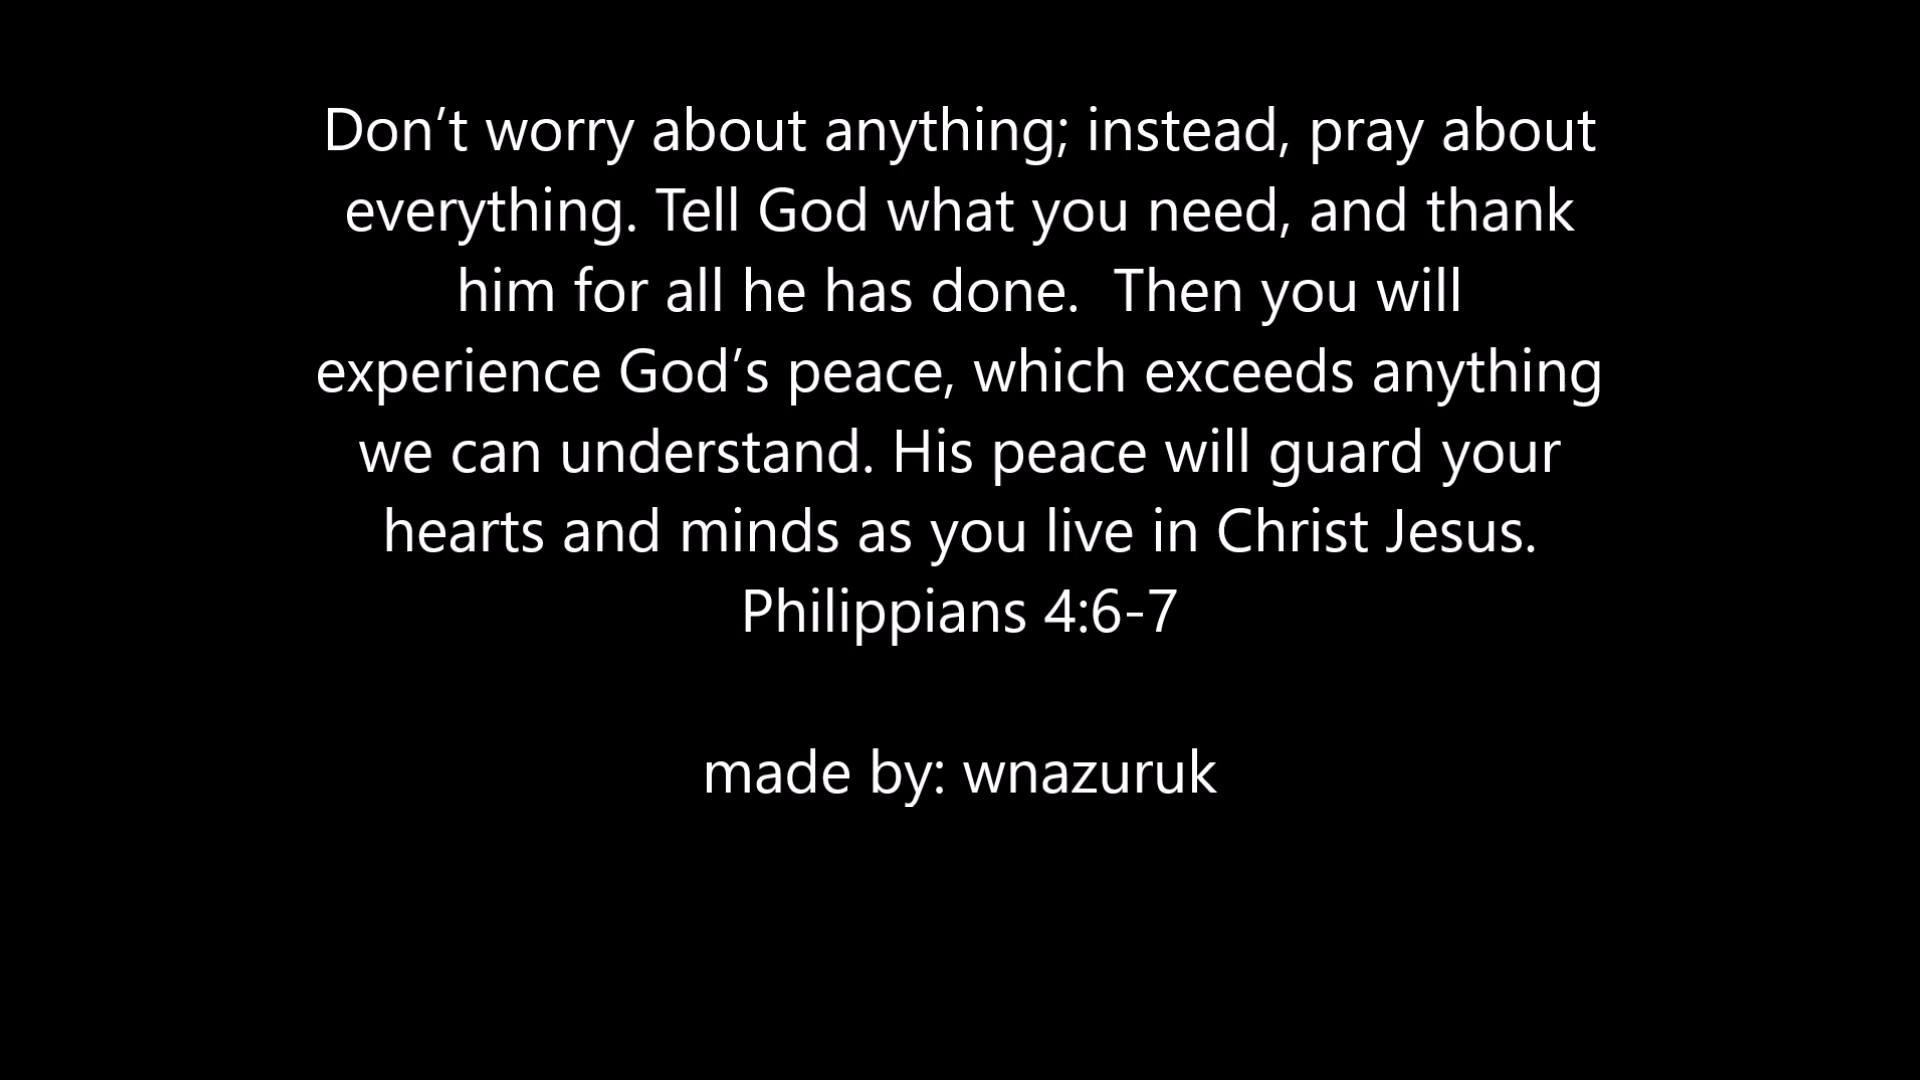 Don’t worry about anything; instead, pray about
everything. Tell God what you need, and thank
him for all he has done.  Then you will
experience God’s peace, which exceeds anything
we can understand. His peace will guard your
hearts and minds as you live in Christ Jesus.
Philippians 4:6-7
made by: wnazuruk